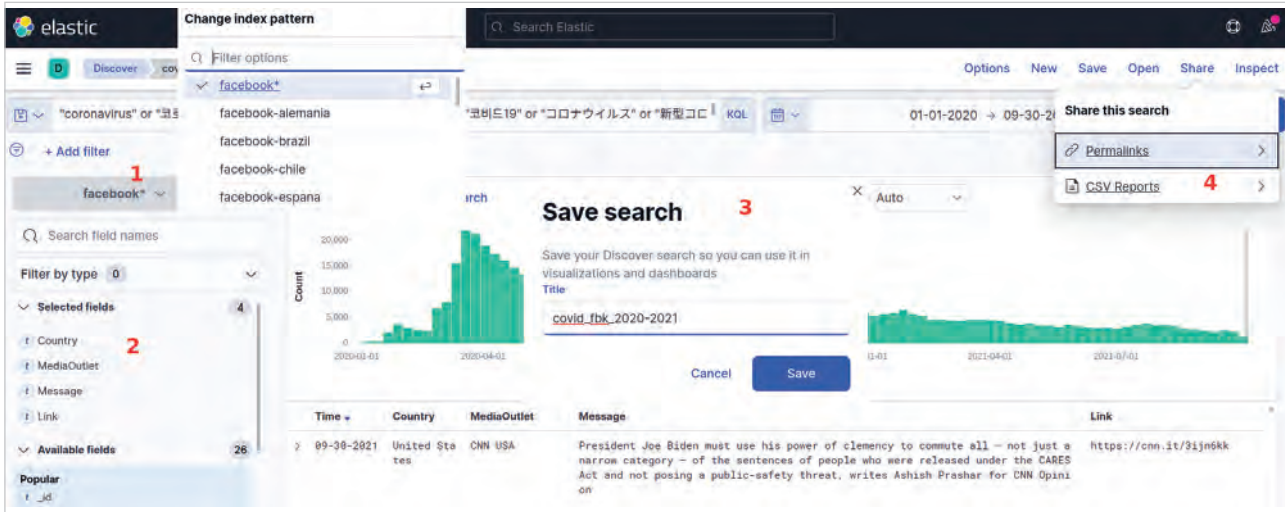 elastic
Change index pattern
Search Elastic
Filter options
D
Discover
Options New Save Open Share Inspect
facebook*
facebook-alemania
facebook-brazil
facebook-chile
facebook-espana
"coronavirus" or
"코비드19" or "コロナウイルス" or
KQL
01-01-2020 → 09-30-2
Share this search
Permalinks
CSV Reports
4
+ Add filter
1
facebook*
Search field names
Filter by type 0
Selected fields 4
Country
2
MediaOutlet
Message
Link
Available fields 26
Popular
t _id
Auto
Count
20,000
15,000
10,000
5,000
0
2020-01-01
2020-04-01
2021-04-01
2021-07-01
Save search
3
Save your Discover search so you can use it in
visualizations and dashboards
Title
covid_fbk_2020-2021
Cancel
Save
Time Country MediaOutlet Message Link
09-30-2021 United Sta CNN USA President Joe Biden must use his power of clemency to commute all — not just a https://cnn.it/3ijn6kk
tes narrow category — of the sentences of people who were released under the CARES
Act and not posing a public-safety threat, writes Ashish Prashar for CNN Opini
on